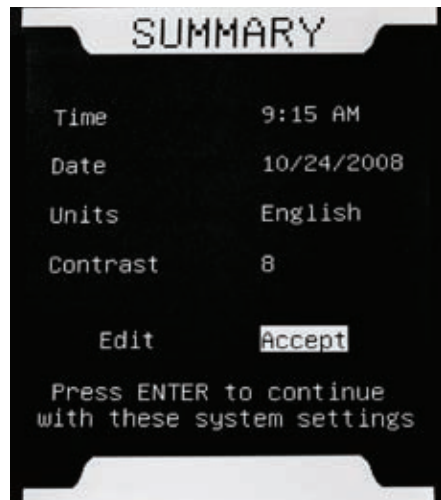 SUMMARY
Time 9:15 AM
Date 10/24/2008
Units English
Contrast 8
Edit Accept
Press ENTER to continue
with these system settings